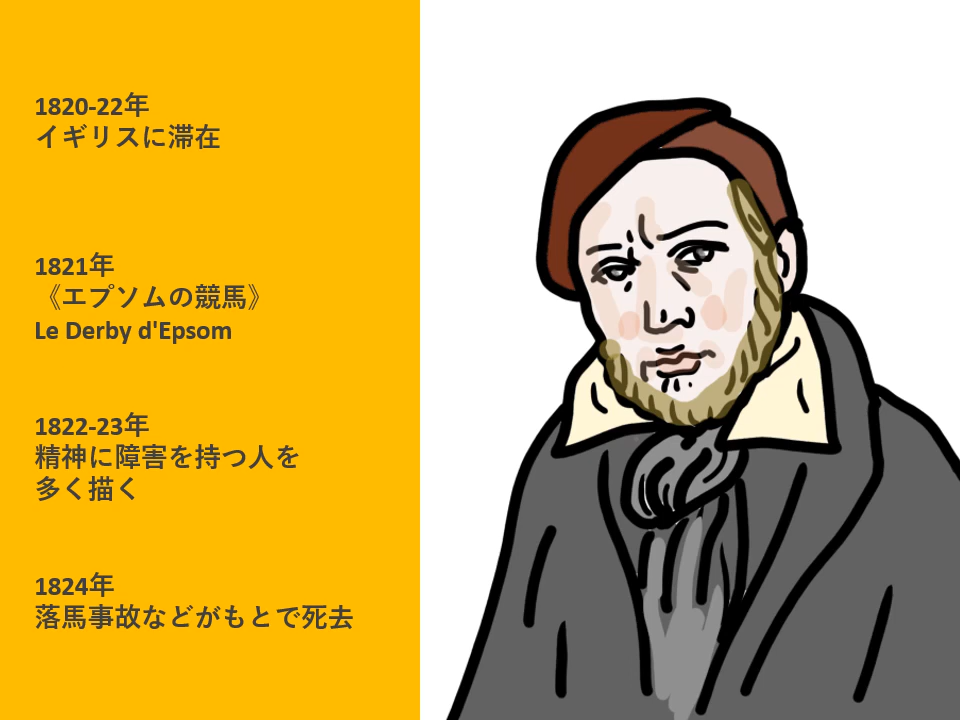 1820-22年
イギリスに滞在
1821年
《エプソムの競馬》
Le Derby d'Epsom
1822-23年
精神に障害を持つ人を
多く描く
1824年
落馬事故などがもとで死去